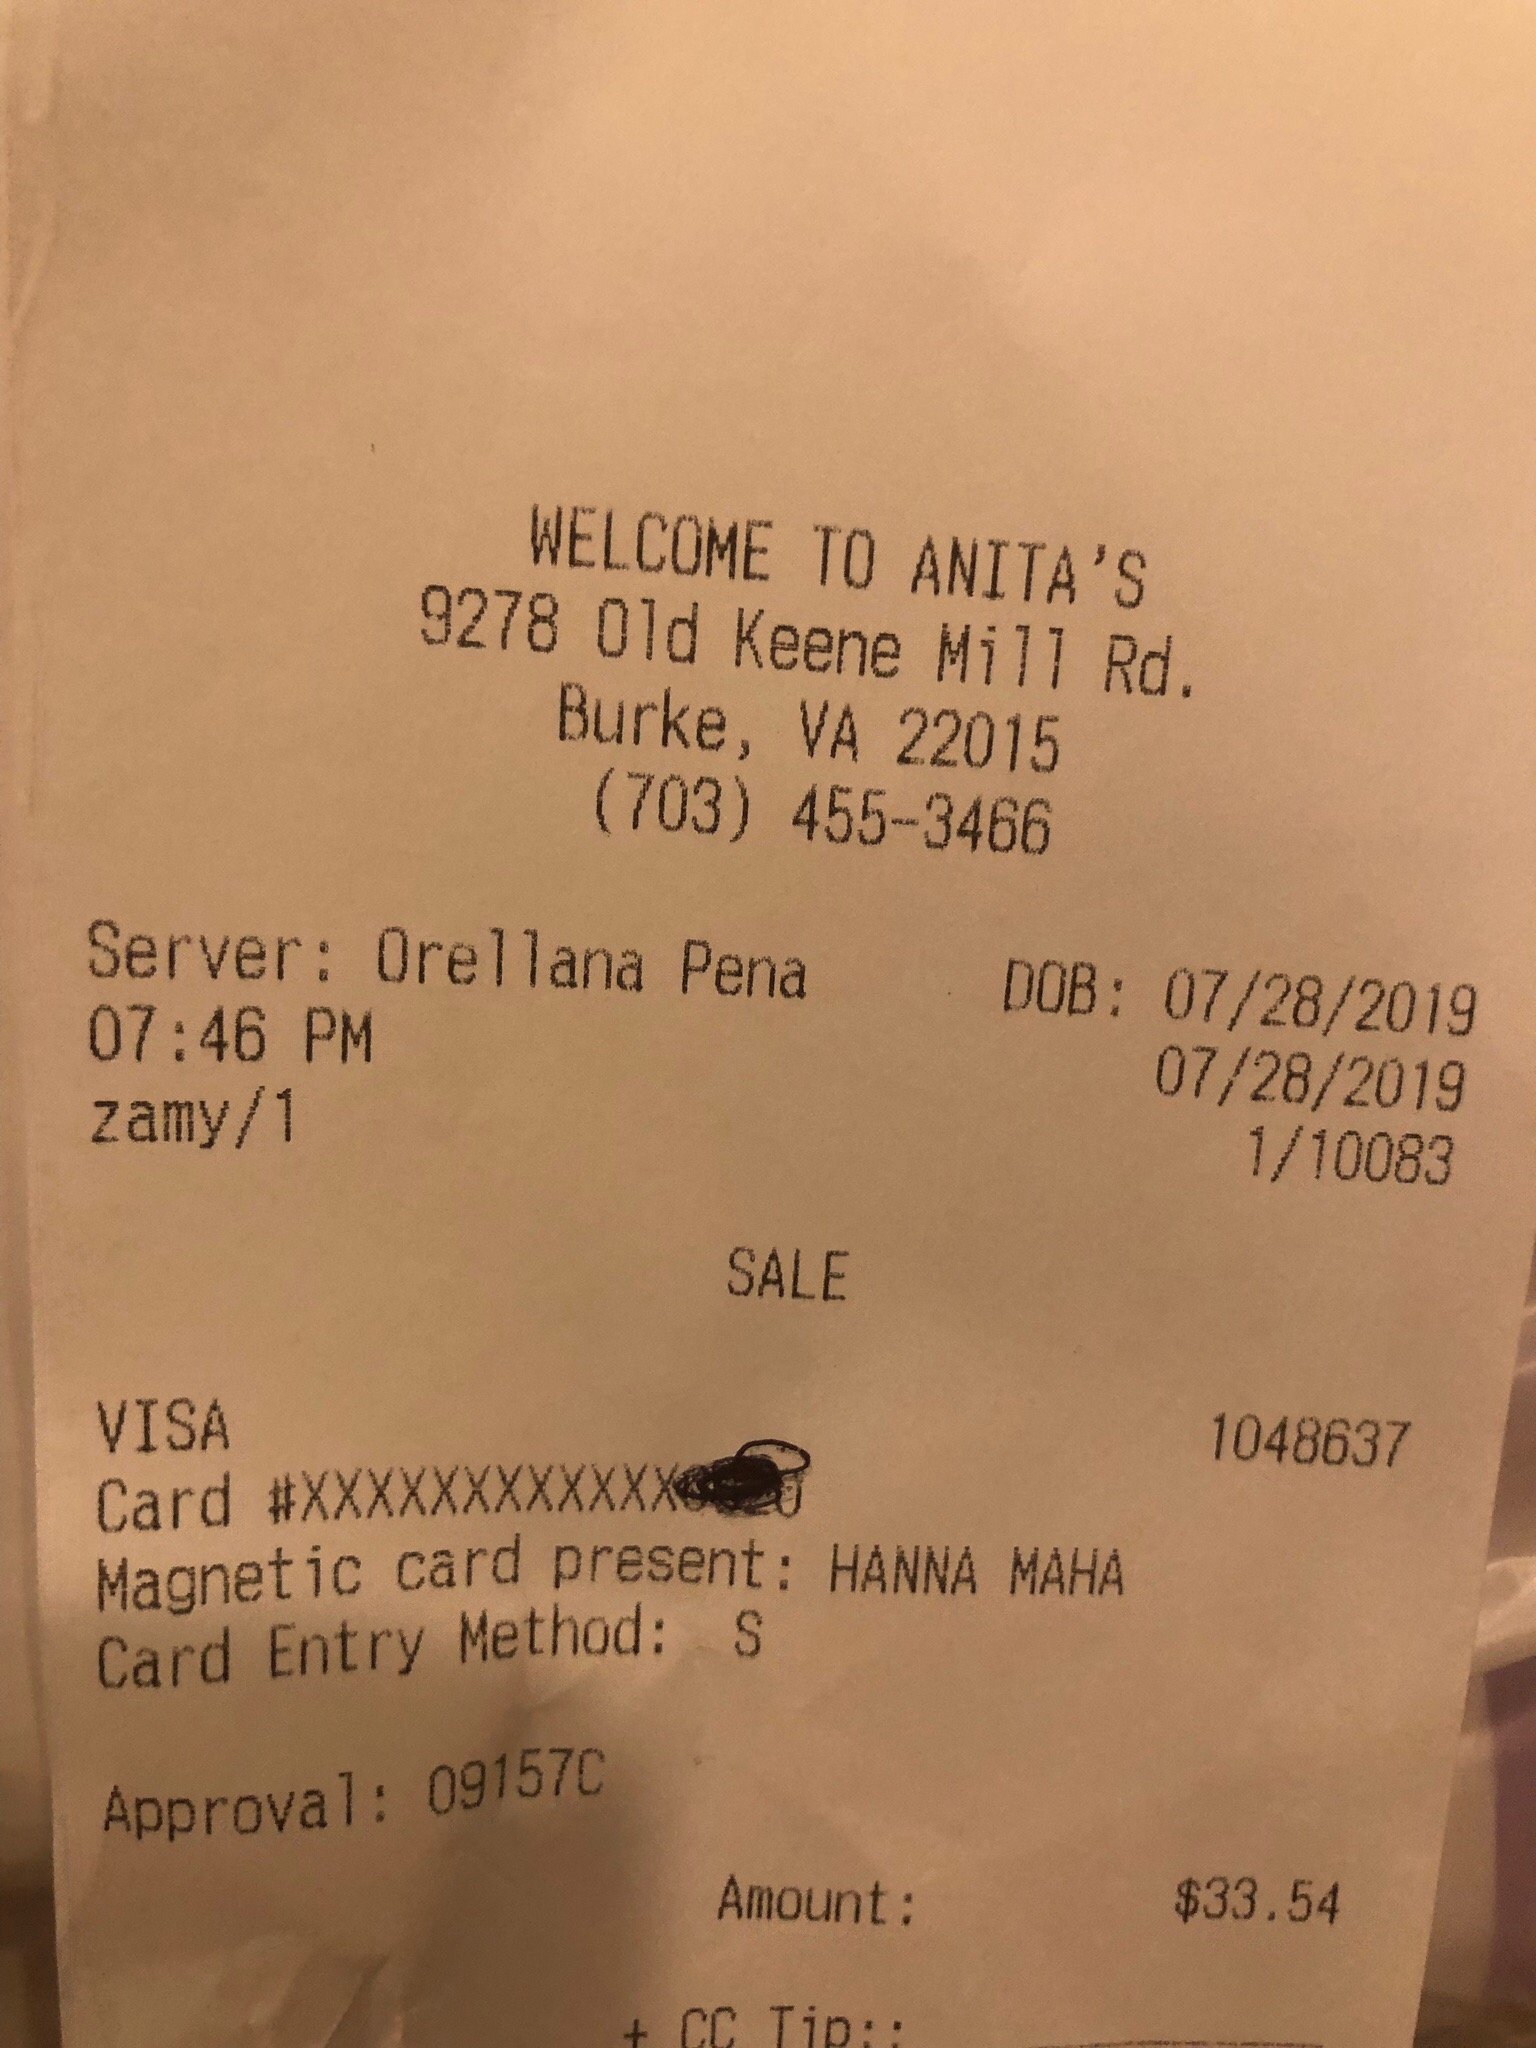 WELCOME TO ANITA'S
9278 Old Keene Mill Rd.
Burke, VA 22015
(703) 455-3466
Server: Orellana Pena DOB: 07/28/2019
07:46 PM 07/28/2019
zamy/1 1/10083
SALE
VISA 1048637
Card #XXXXXXXXXXXX
Magnetic card present: HANNA MAHA
Card Entry Method: S
Approval: 09157C
Amount: $33.54
+ CC Tip::